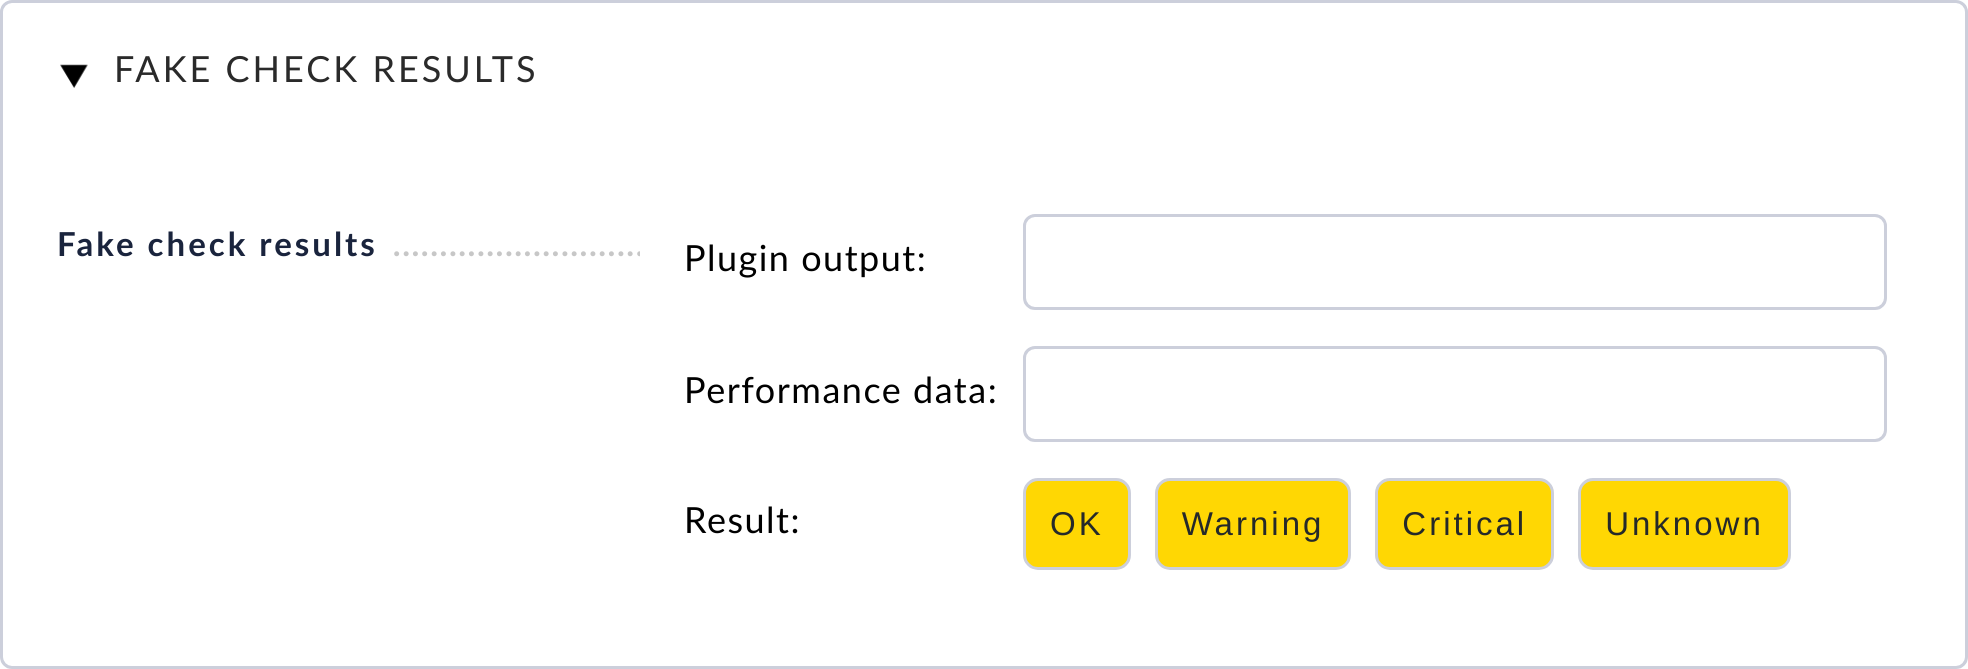 FAKE CHECK RESULTS
Fake check results
Plugin output:
Performance data:
Result: OK Warning Critical Unknown